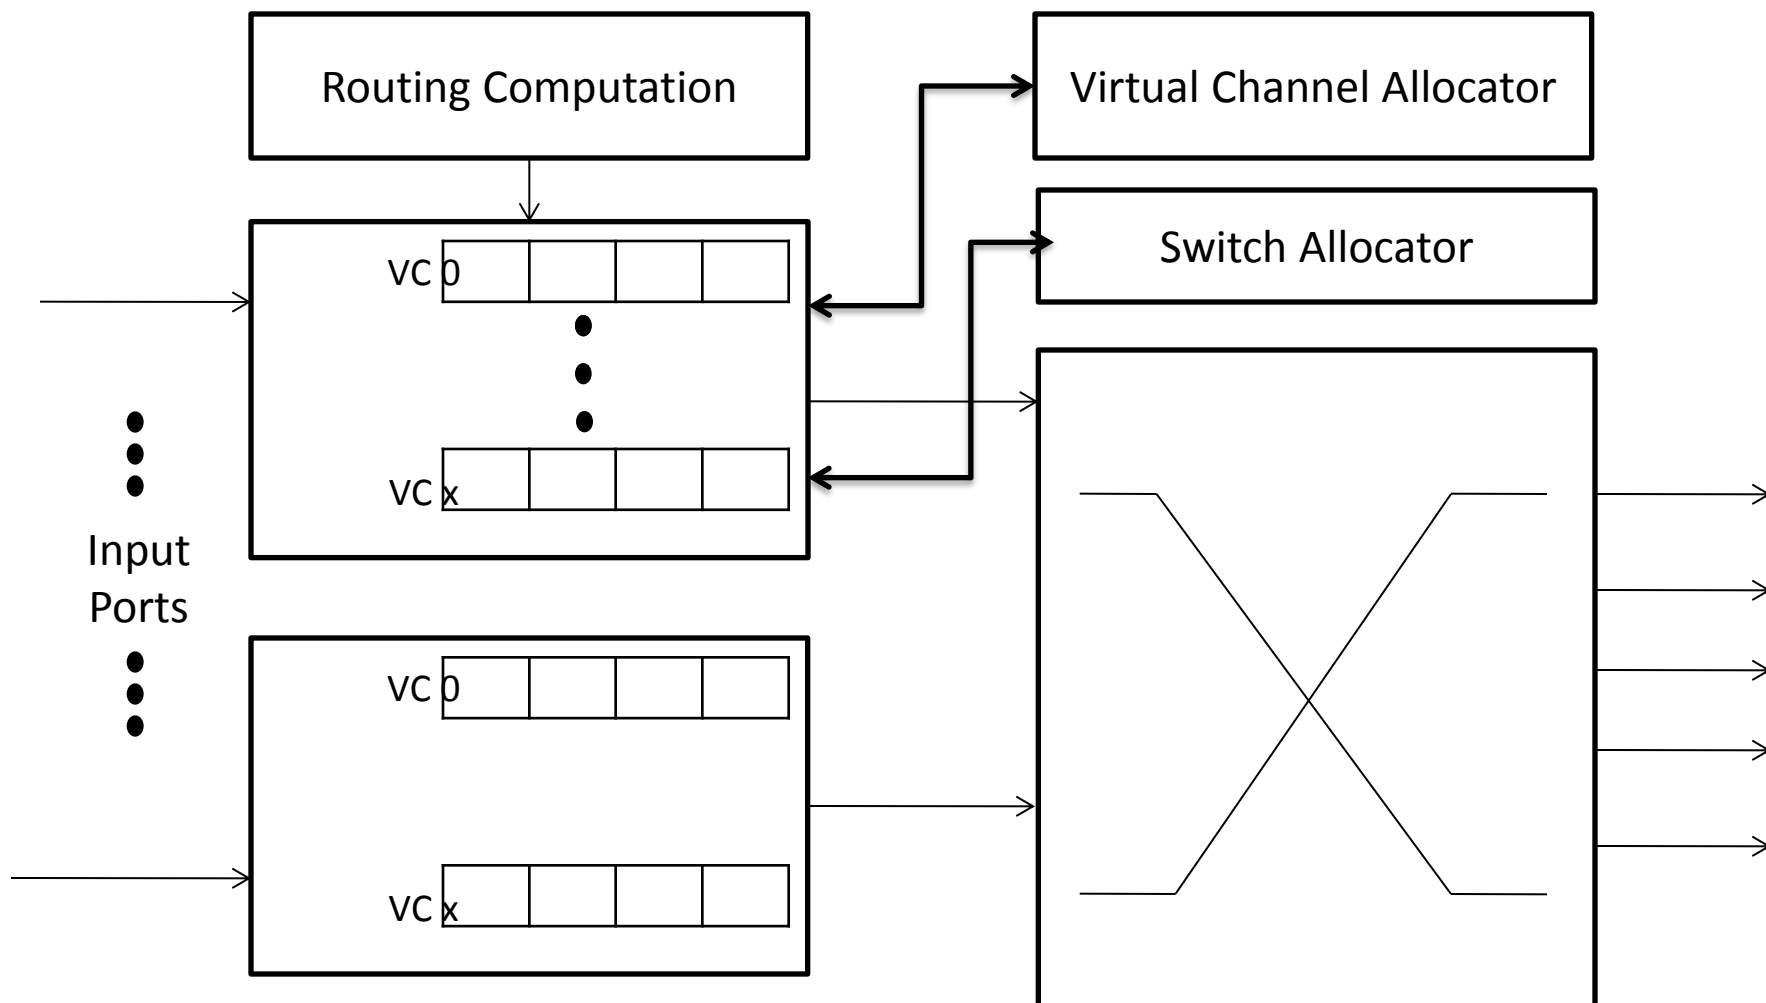 Routing Computation
Virtual Channel Allocator
Switch Allocator
VC 0
VC x
Input
Ports
VC 0
VC x